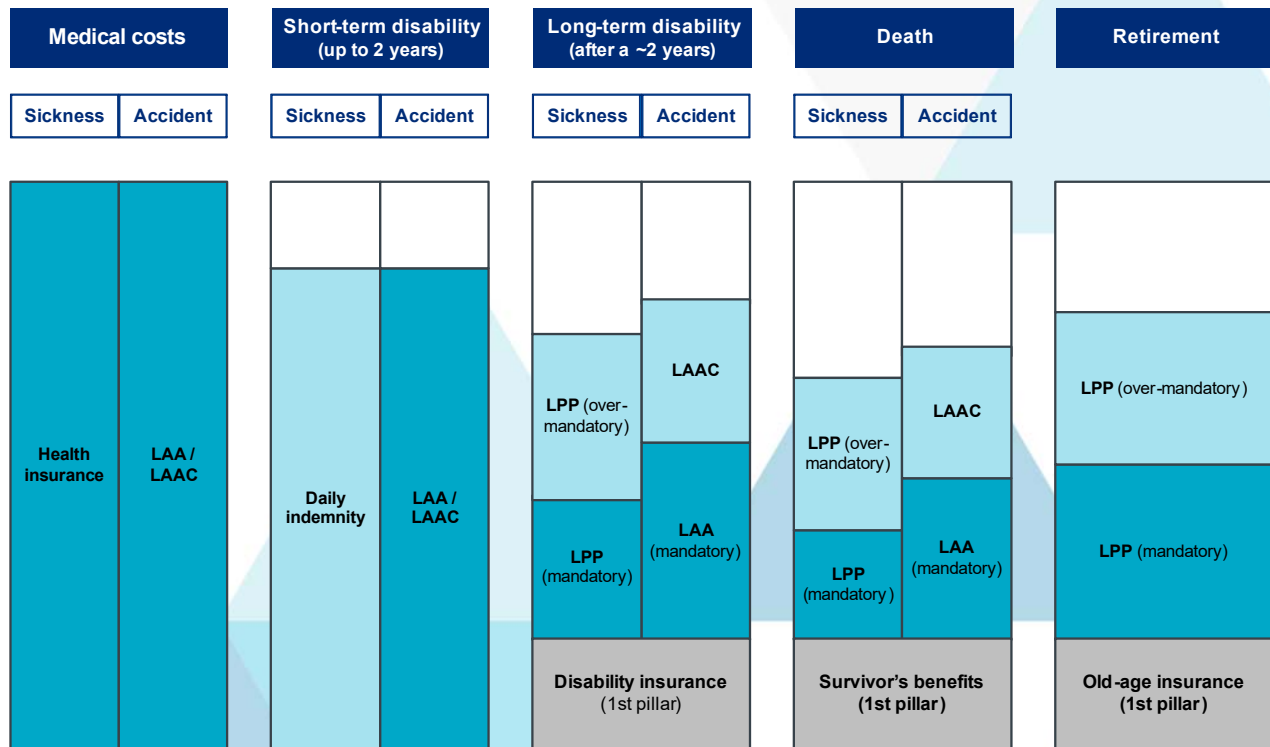 Medical costs
Short-term disability
(up to 2 years)
Long-term disability
(after a ~2 years)
Death
Retirement
Sickness
Accident
Sickness
Accident
Sickness
Accident
Sickness
Accident
Health
insurance
LAA /
LAAC
Daily
indemnity
LAA /
LAAC
LPP (over-
mandatory)
LAAC
LPP
(mandatory)
LAA
(mandatory)
Disability insurance
(1st pillar)
LPP (over-
mandatory)
LAAC
LPP
(mandatory)
LAA
(mandatory)
Survivor's benefits
(1st pillar)
LPP (over-mandatory)
LPP (mandatory)
Old-age insurance
(1st pillar)